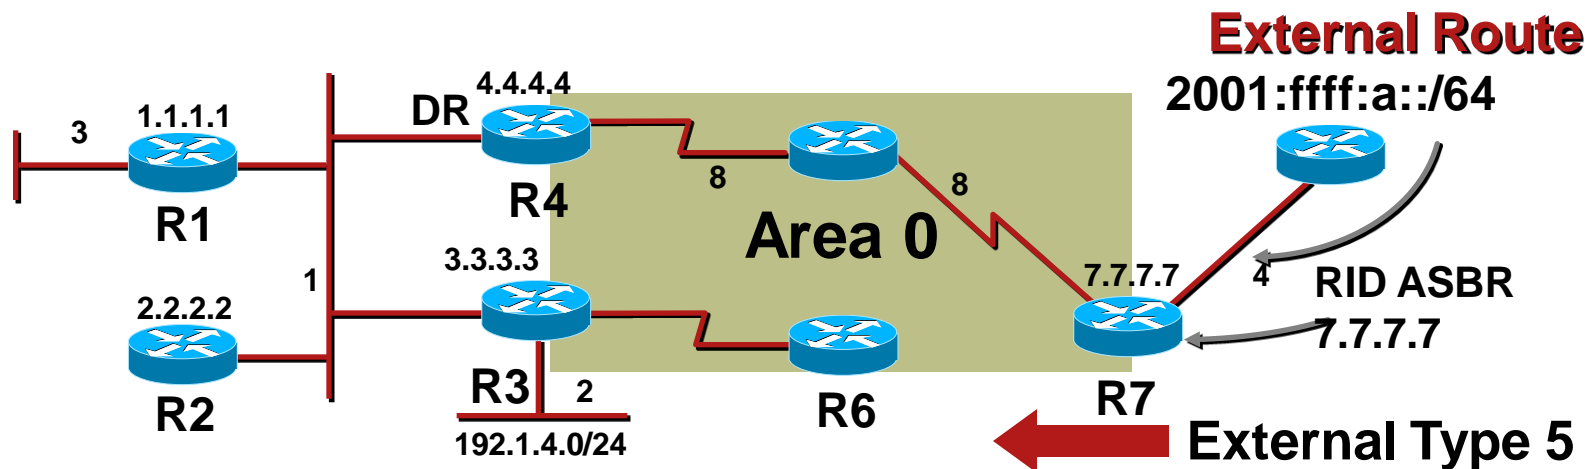 External Route
2001:ffff:a::/64
4.4.4.4
DR
1.1.1.1
3
R1
R4
8
8
Area 0
3.3.3.3
7.7.7.7
4
RID ASBR
7.7.7.7
1
2.2.2.2
R2
R3
2
192.1.4.0/24
R6
R7
External Type 5